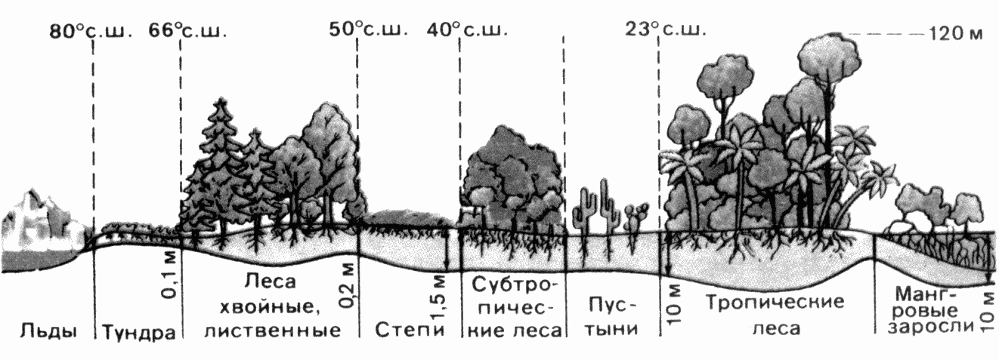 80°с.ш. 66°с.ш. 50°с.ш. 40°с.ш. 23°с.ш. 120 м
0,1 м
0,2 м
1,5 м
10 м
10 м
Льды
Тундра
Леса
хвойные,
лиственные
Степи
Субтро-
пичес-
кие леса
Пус-
тыни
Тропические
леса
Манг-
ровые
заросли